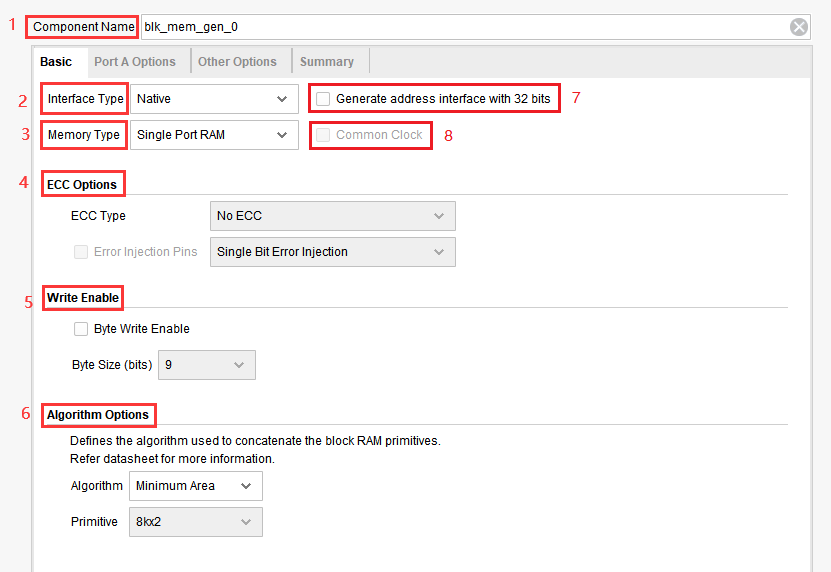 1 Component Name blk_mem_gen_0
Basic Port A Options Other Options Summary
2 Interface Type Native Generate address interface with 32 bits 7
3 Memory Type Single Port RAM Common Clock 8
4 ECC Options
ECC Type No ECC
Error Injection Pins Single Bit Error Injection
5 Write Enable
Byte Write Enable
Byte Size (bits) 9
6 Algorithm Options
Defines the algorithm used to concatenate the block RAM primitives.
Refer datasheet for more information.
Algorithm Minimum Area
Primitive 8kx2